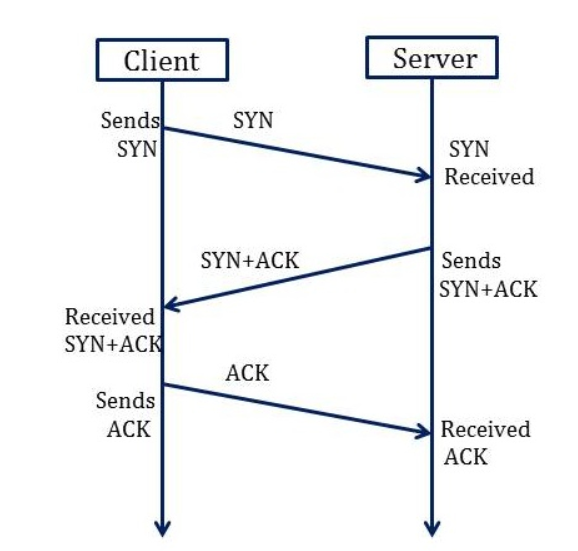 Client
Server
Sends
SYN
SYN
SYN
Received
SYN+ACK
Sends
SYN+ACK
Received
SYN+ACK
ACK
Sends
ACK
Received
ACK